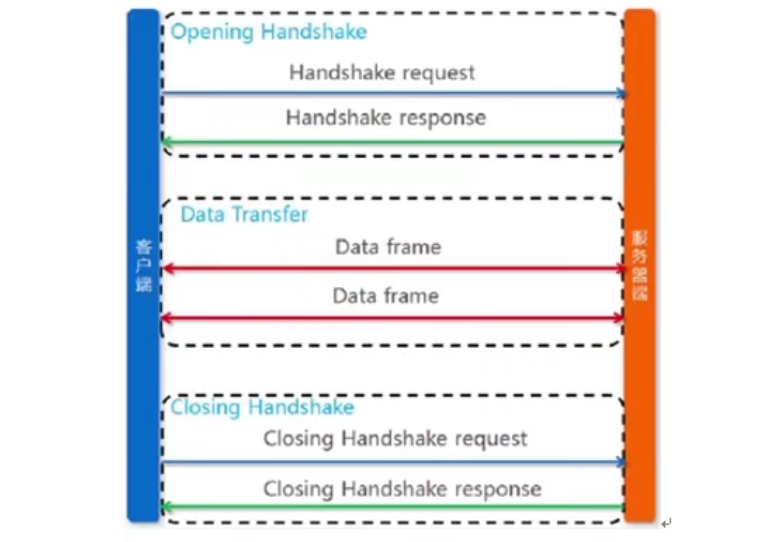 Opening Handshake
Handshake request
Handshake response
Data Transfer
Data frame
Data frame
Closing Handshake
Closing Handshake request
Closing Handshake response
客户端
服务器端